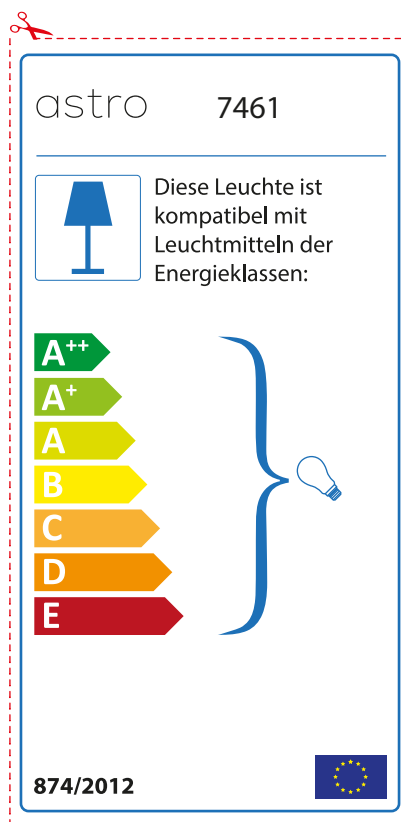 astro 7461
Diese Leuchte ist
kompatibel mit
Leuchtmitteln der
Energieklassen:
A++
A+
A
B
C
D
E
874/2012